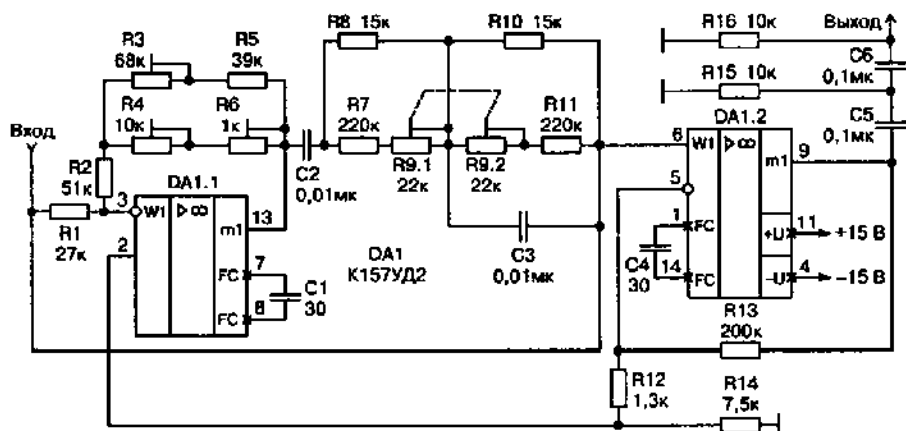 R8 15к
R10 15к
R16 10к
Выход
R3
68к
R5
39к
C6
0,1мк
R15 10к
R4
10к
R6
1к
R7
220к
R11
220к
DA1.2
C5
0,1мк
Вход
C2
0,01мк
R9.1
22к
R9.2
22к
6
W1
▷∞
m1
9
R2
51к
DA1.1
5
3
W1
▷∞
m1
13
1
FC
+U
11
+15 В
R1
27к
2
DA1
К157УД2
C3
0,01мк
C4
30
14
FC
−U
4
−15 В
FC
7
C1
30
FC
8
R13
200к
R12
1,3к
R14
7,5к